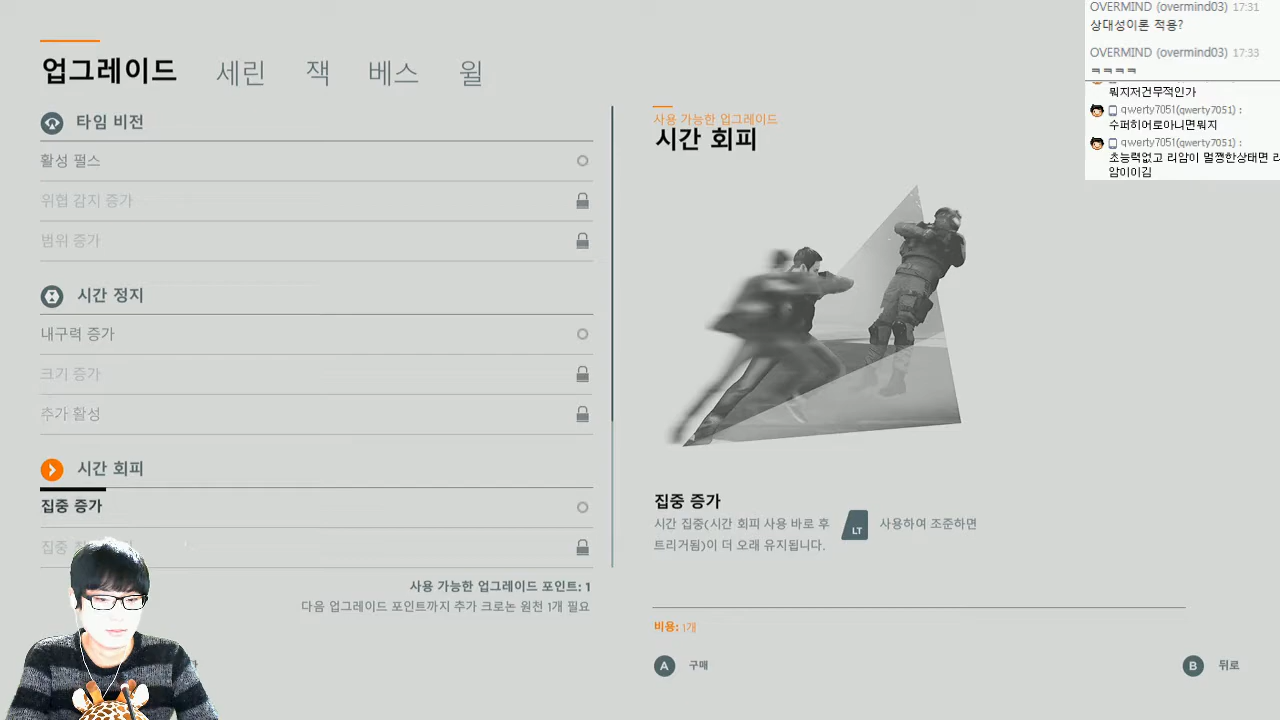 업그레이드 세린 잭 베스 윌
타임 비전
활성 펄스
위협 감지 증가
범위 증가
시간 정지
내구력 증가
크기 증가
추가 활성
시간 회피
집중 증가
집중
사용 가능한 업그레이드 포인트: 1
다음 업그레이드 포인트까지 추가 크로논 원천 1개 필요
사용 가능한 업그레이드
시간 회피
집중 증가
시간 집중(시간 회피 사용 바로 후 LT 사용하여 조준하면
트리거됨)이 더 오래 유지됩니다.
비용: 1개
A 구매
B 뒤로
OVERMIND (overmind03) 17:31
상대성이론 적용?
OVERMIND (overmind03) 17:33
ㅋㅋㅋㅋ
뭐지저건무적인가
qwerty7051(qwerty7051) :
수퍼히어로아니면뭐지
qwerty7051(qwerty7051) :
초능력없고 리암이 멀쩡한상태면 리
암이이김